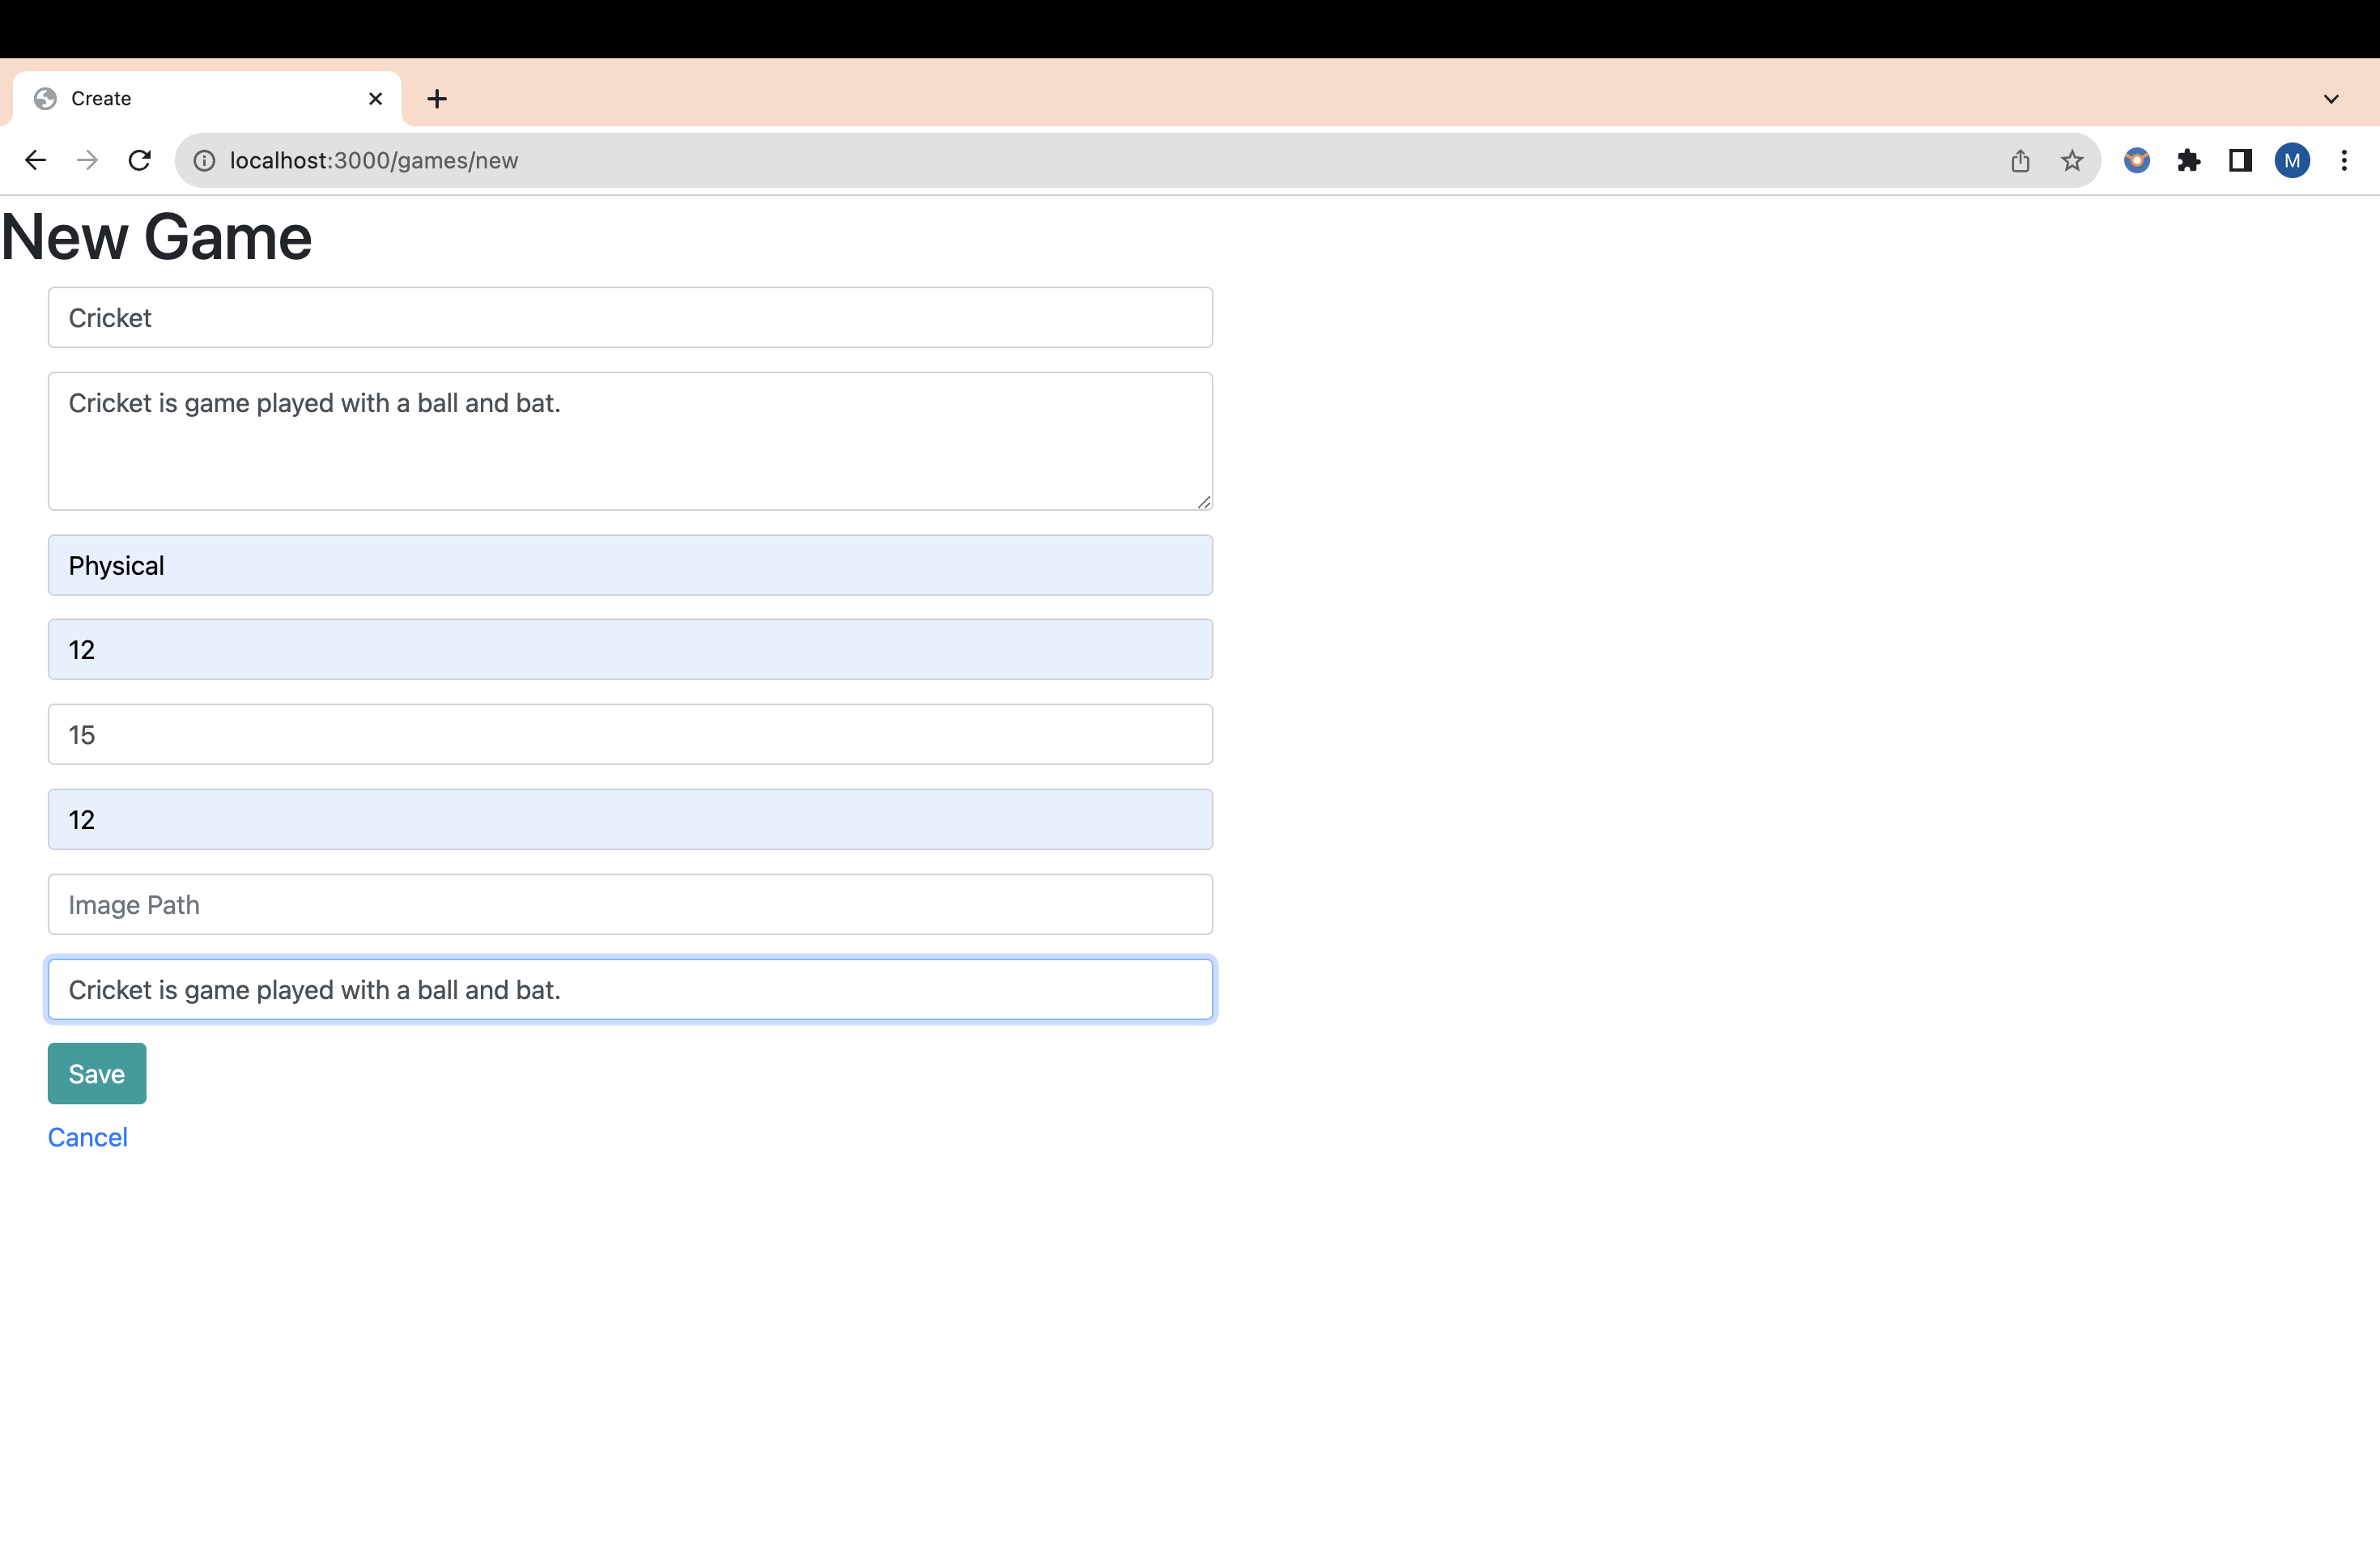 Create
localhost:3000/games/new
M
New Game
Cricket
Cricket is game played with a ball and bat.
Physical
12
15
12
Image Path
Cricket is game played with a ball and bat.
Save
Cancel